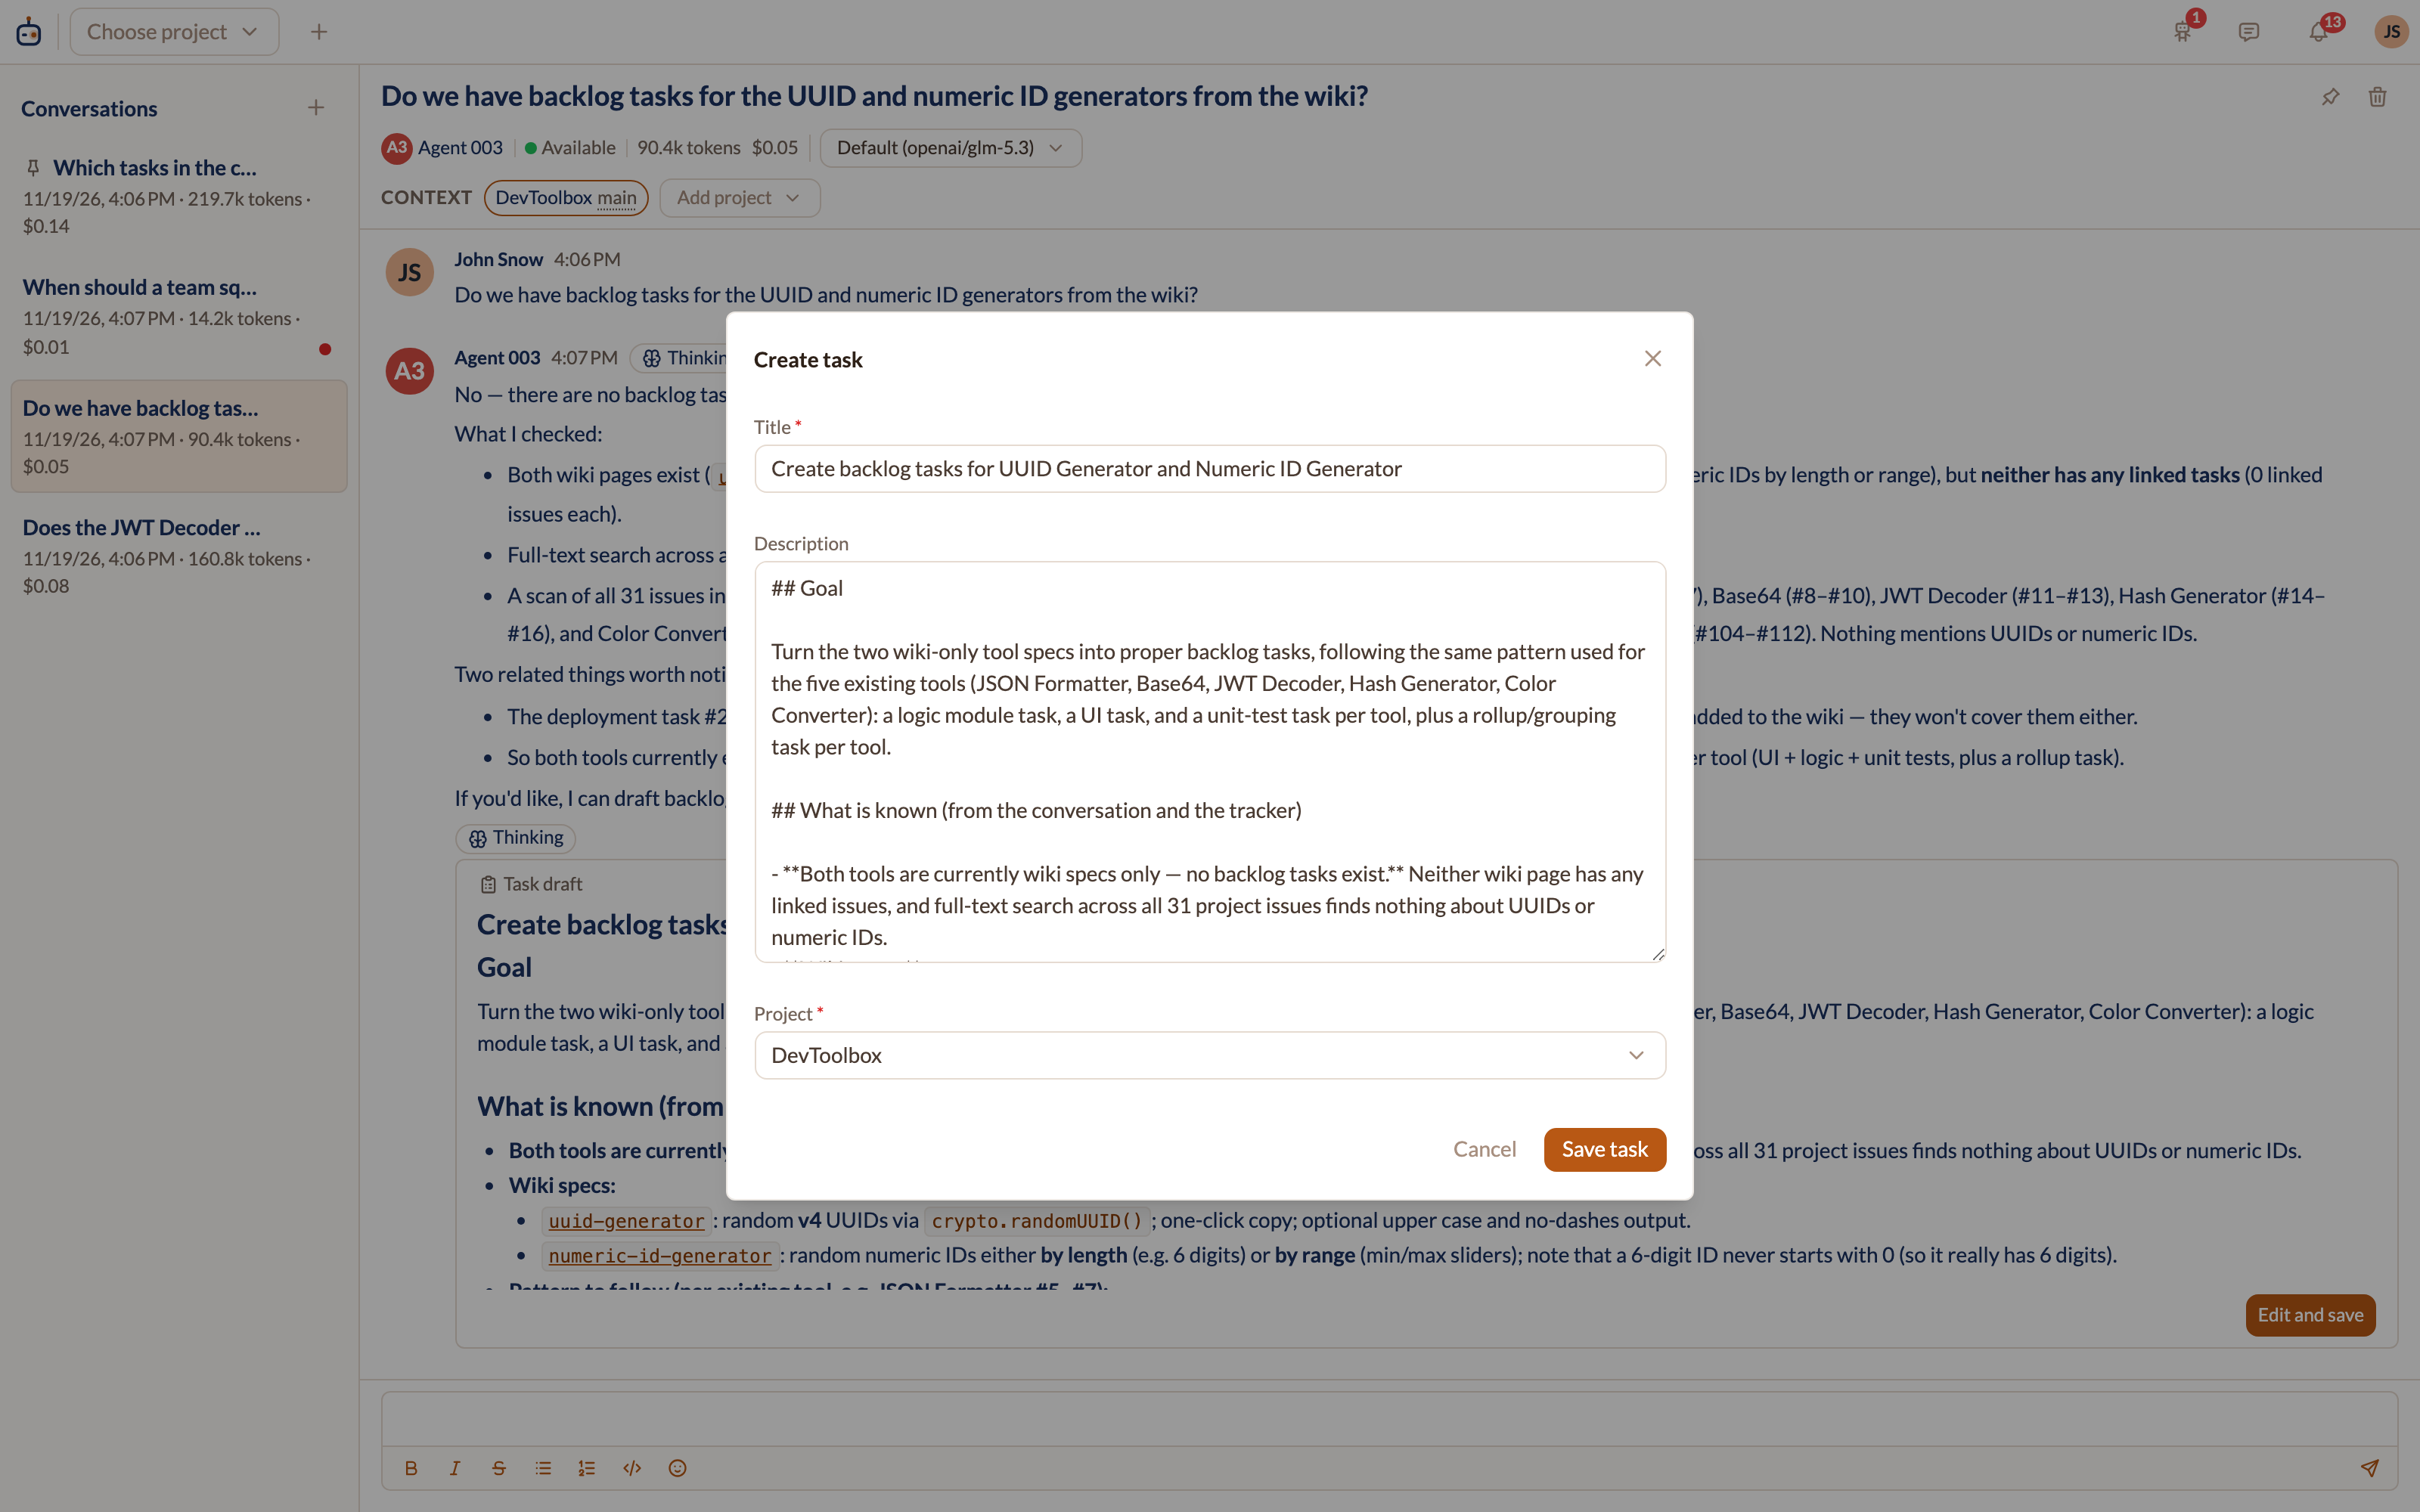 Choose project
1
13
JS
Conversations
Which tasks in the c...
11/19/26, 4:06 PM · 219.7k tokens ·
$0.14
When should a team sq...
11/19/26, 4:07 PM · 14.2k tokens ·
$0.01
Do we have backlog tas...
11/19/26, 4:07 PM · 90.4k tokens ·
$0.05
Does the JWT Decoder ...
11/19/26, 4:06 PM · 160.8k tokens ·
$0.08
Do we have backlog tasks for the UUID and numeric ID generators from the wiki?
A3 Agent 003 Available 90.4k tokens $0.05 Default (openai/glm-5.3)
CONTEXT DevToolbox main Add project
JS John Snow 4:06 PM
Do we have backlog tasks for the UUID and numeric ID generators from the wiki?
A3 Agent 003 4:07 PM Thinkin
No — there are no backlog tas
What I checked:
• Both wiki pages exist ( eric IDs by length or range), but neither has any linked tasks (0 linked
issues each).
• Full-text search across a
• A scan of all 31 issues in ), Base64 (#8–#10), JWT Decoder (#11–#13), Hash Generator (#14–
#16), and Color Convert (#104–#112). Nothing mentions UUIDs or numeric IDs.
Two related things worth noti
• The deployment task #2 added to the wiki — they won't cover them either.
• So both tools currently e er tool (UI + logic + unit tests, plus a rollup task).
If you'd like, I can draft backlo
Thinking
Task draft
Create backlog tasks
Goal
Turn the two wiki-only tool er, Base64, JWT Decoder, Hash Generator, Color Converter): a logic
module task, a UI task, and
What is known (from
• Both tools are currently oss all 31 project issues finds nothing about UUIDs or numeric IDs.
• Wiki specs:
• uuid-generator : random v4 UUIDs via crypto.randomUUID() ; one-click copy; optional upper case and no-dashes output.
• numeric-id-generator : random numeric IDs either by length (e.g. 6 digits) or by range (min/max sliders); note that a 6-digit ID never starts with 0 (so it really has 6 digits).
• Pattern to follow (per existing tool, e.g. JSON Formatter #5–#7):
Edit and save
Create task
Title *
Create backlog tasks for UUID Generator and Numeric ID Generator
Description
## Goal
Turn the two wiki-only tool specs into proper backlog tasks, following the same pattern used for
the five existing tools (JSON Formatter, Base64, JWT Decoder, Hash Generator, Color
Converter): a logic module task, a UI task, and a unit-test task per tool, plus a rollup/grouping
task per tool.
## What is known (from the conversation and the tracker)
- **Both tools are currently wiki specs only — no backlog tasks exist.** Neither wiki page has any
linked issues, and full-text search across all 31 project issues finds nothing about UUIDs or
numeric IDs.
Project *
DevToolbox
Cancel
Save task